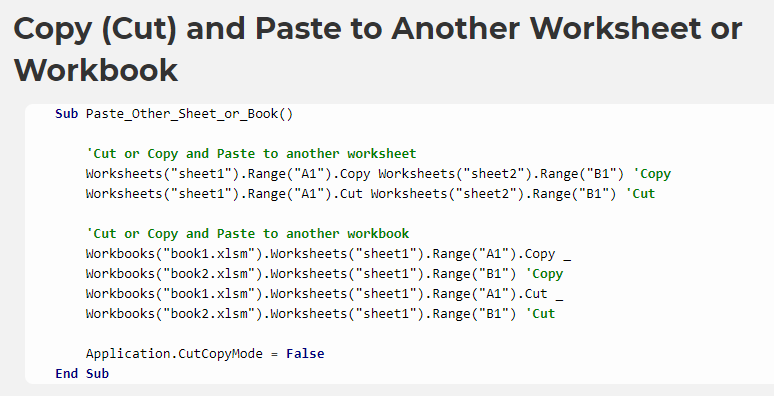 Copy (Cut) and Paste to Another Worksheet or
Workbook
Sub Paste_Other_Sheet_or_Book()
'Cut or Copy and Paste to another worksheet
Worksheets("sheet1").Range("A1").Copy Worksheets("sheet2").Range("B1") 'Copy
Worksheets("sheet1").Range("A1").Cut Worksheets("sheet2").Range("B1") 'Cut
'Cut or Copy and Paste to another workbook
Workbooks("book1.xlsm").Worksheets("sheet1").Range("A1").Copy _
Workbooks("book2.xlsm").Worksheets("sheet1").Range("B1") 'Copy
Workbooks("book1.xlsm").Worksheets("sheet1").Range("A1").Cut _
Workbooks("book2.xlsm").Worksheets("sheet1").Range("B1") 'Cut
Application.CutCopyMode = False
End Sub